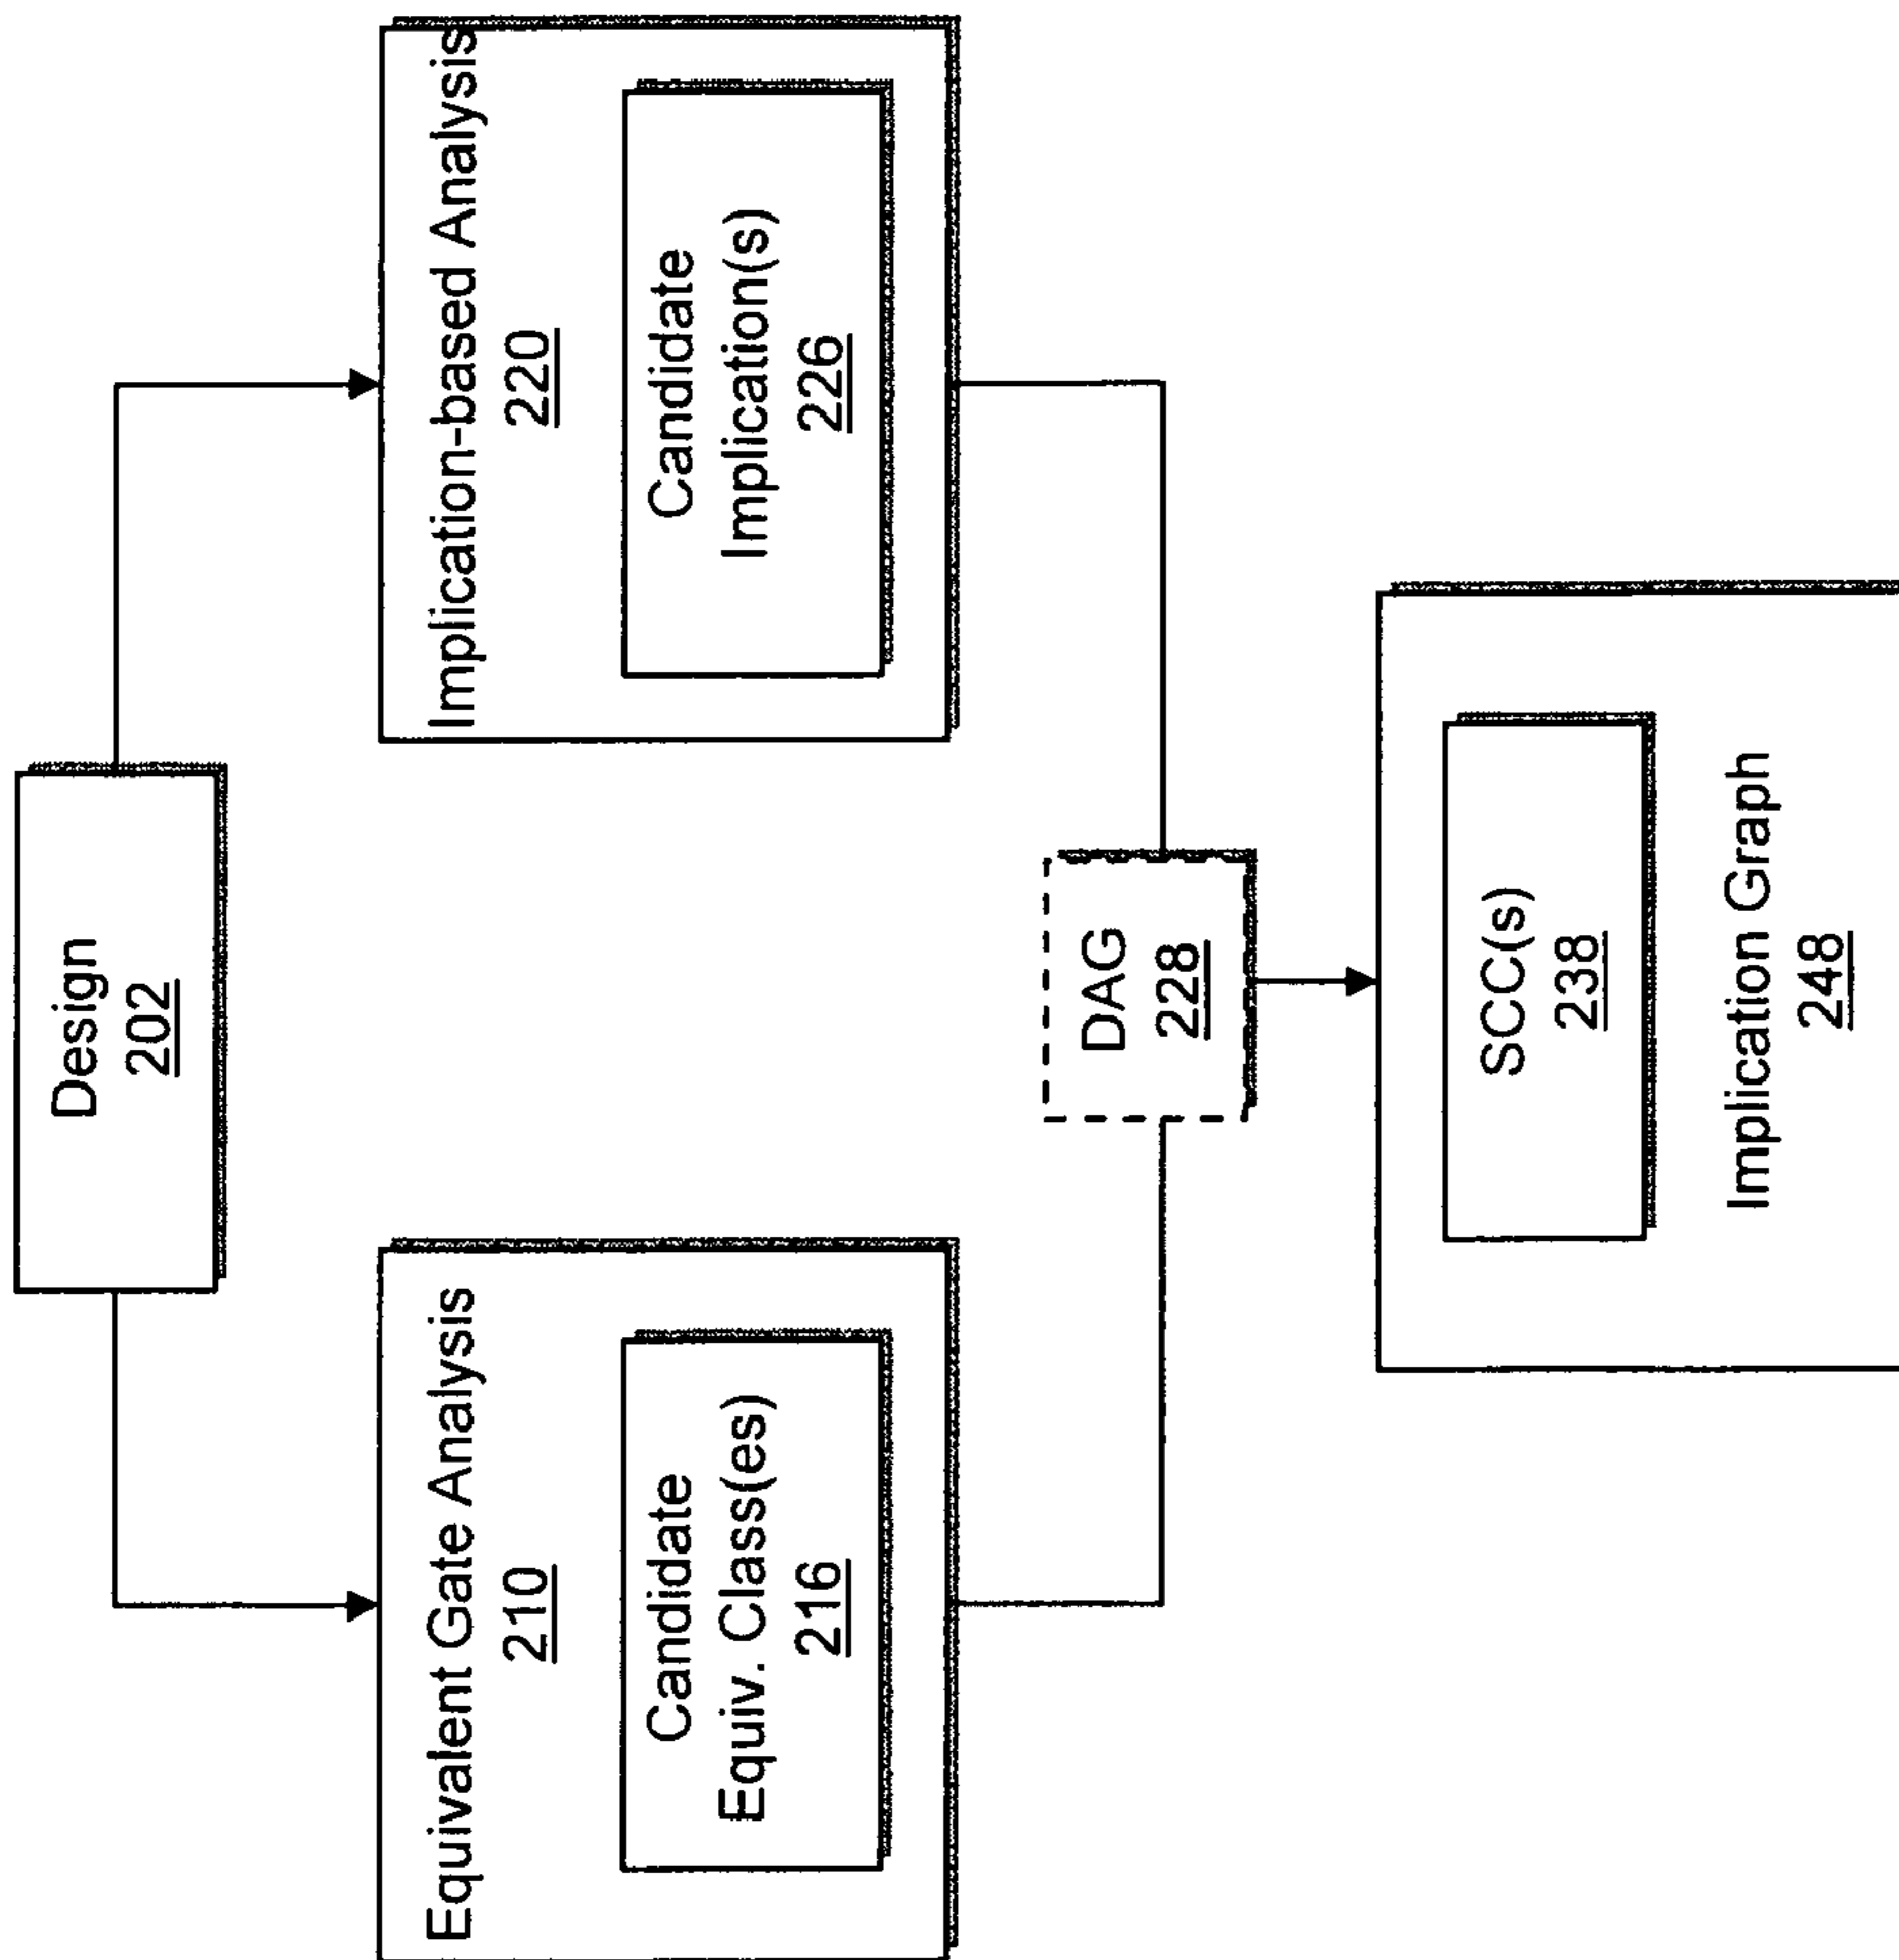 Design
202
Equivalent Gate Analysis
210
Candidate
Equiv. Class(es)
216
Implication-based Analysis
220
Candidate
Implication(s)
226
DAG
228
SCC(s)
238
Implication Graph
248